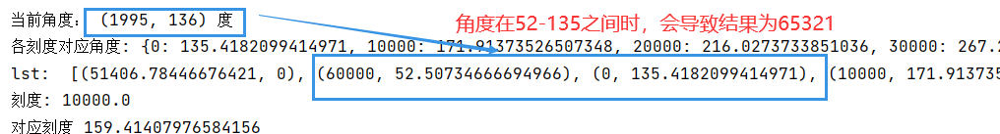 当前角度： (1995, 136) 度
角度在52-135之间时，会导致结果为65321
各刻度对应角度: {0: 135.4182099414971, 10000: 171.91373526507348, 20000: 216.0273733851036, 30000: 267.2
lst:  [(51406.78446676421, 0), (60000, 52.50734666694966), (0, 135.4182099414971), (10000, 171.913735
刻度: 10000.0
对应刻度 159.41407976584156